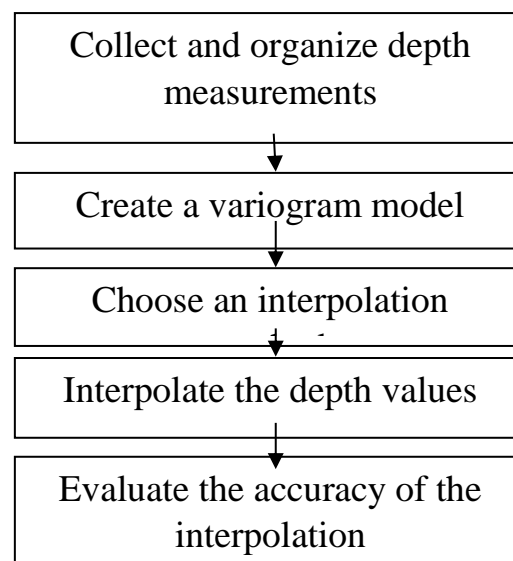 Collect and organize depth
measurements
Create a variogram model
Choose an interpolation
Interpolate the depth values
Evaluate the accuracy of the
interpolation